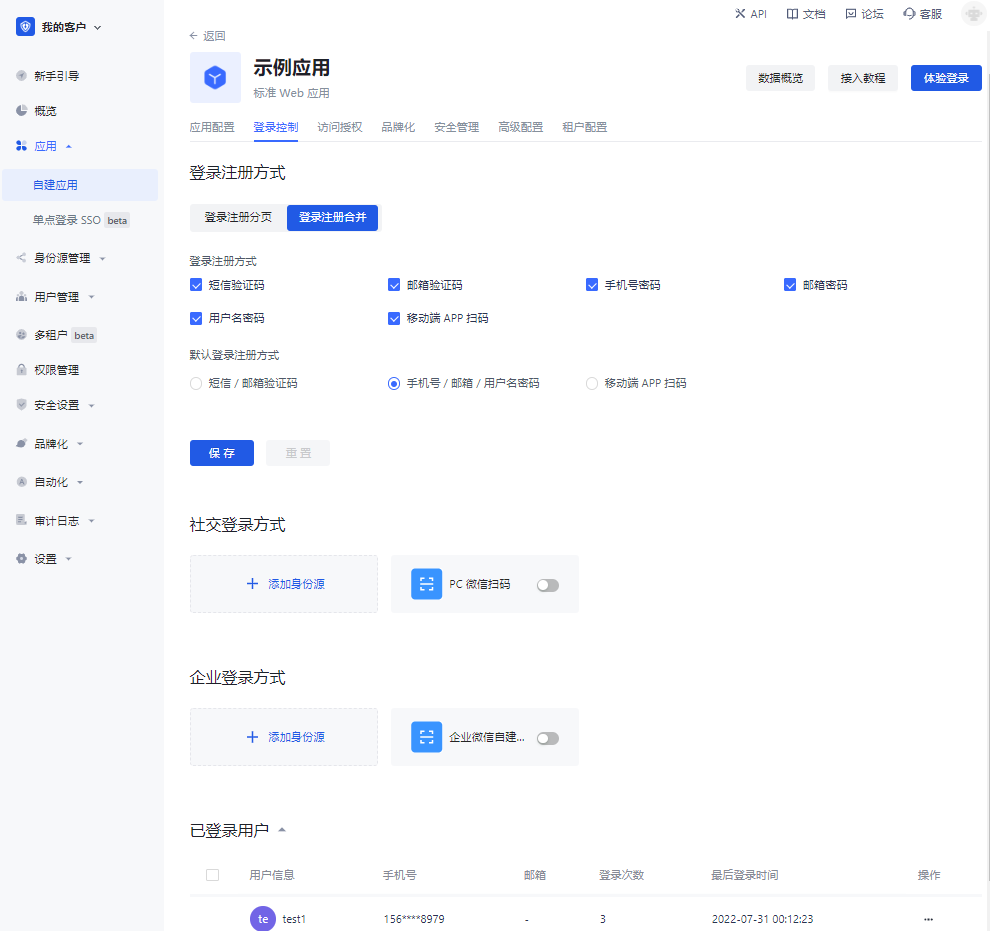 我的客户
API 文档 论坛 客服
返回
示例应用
标准 Web 应用
数据概览 接入教程 体验登录
新手引导
概览
应用
自建应用
单点登录 SSO beta
身份源管理
用户管理
多租户 beta
权限管理
安全设置
品牌化
自动化
审计日志
设置
应用配置 登录控制 访问授权 品牌化 安全管理 高级配置 租户配置
登录注册方式
登录注册分页 登录注册合并
登录注册方式
短信验证码 邮箱验证码 手机号密码 邮箱密码
用户名密码 移动端 APP 扫码
默认登录注册方式
短信 / 邮箱验证码 手机号 / 邮箱 / 用户名密码 移动端 APP 扫码
保存 重置
社交登录方式
添加身份源 PC 微信扫码
企业登录方式
添加身份源 企业微信自建...
已登录用户
用户信息 手机号 邮箱 登录次数 最后登录时间 操作
te test1 156****8979 - 3 2022-07-31 00:12:23 ···